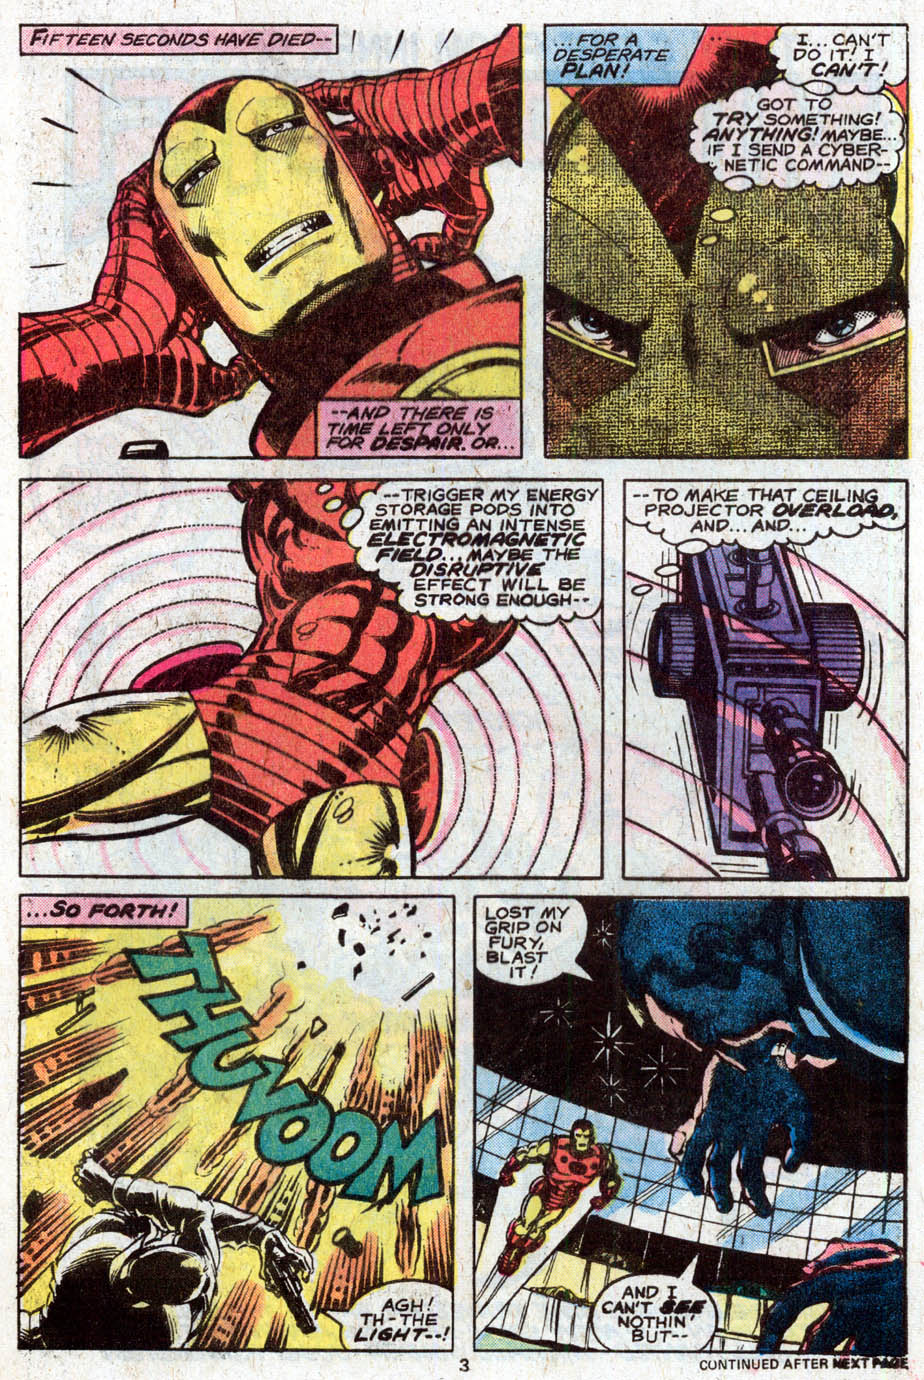 FIFTEEN SECONDS HAVE DIED--
--AND THERE IS
TIME LEFT ONLY
FOR DESPAIR. OR...
...FOR A
DESPERATE
PLAN!
I...CAN'T
DO IT! I
CAN'T!
GOT TO
TRY SOMETHING!
ANYTHING! MAYBE...
IF I SEND A CYBER-
NETIC COMMAND--
--TRIGGER MY ENERGY
STORAGE PODS INTO
EMITTING AN INTENSE
ELECTROMAGNETIC
FIELD... MAYBE THE
DISRUPTIVE
EFFECT WILL BE
STRONG ENOUGH--
--TO MAKE THAT CEILING
PROJECTOR OVERLOAD,
AND...AND...
...SO FORTH!
THUVOOM
AGH!
TH-THE
LIGHT--!
LOST MY
GRIP ON
FURY,
BLAST
IT!
AND I
CAN'T SEE
NOTHIN'
BUT--
3
CONTINUED AFTER NEXT PAGE